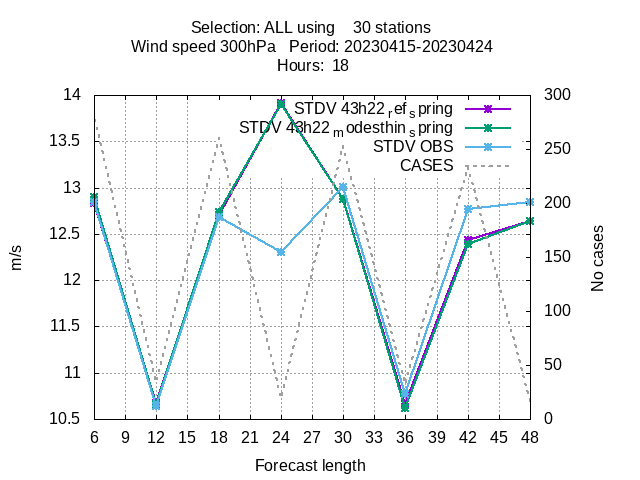 Selection: ALL using    30 stations
Wind speed 300hPa   Period: 20230415-20230424
Hours:  18
STDV 43h22refspring
STDV 43h22modesthinspring
STDV OBS
CASES
14
13.5
13
12.5
12
11.5
11
10.5
m/s
300
250
200
150
100
50
0
No cases
6 9 12 15 18 21 24 27 30 33 36 39 42 45 48
Forecast length